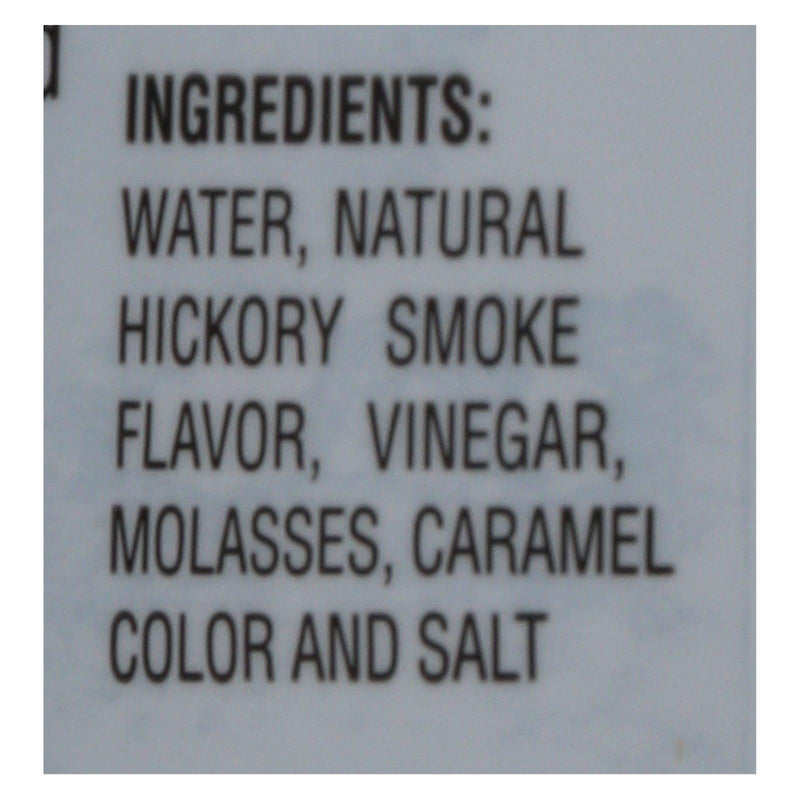 INGREDIENTS:
WATER, NATURAL
HICKORY SMOKE
FLAVOR, VINEGAR,
MOLASSES, CARAMEL
COLOR AND SALT